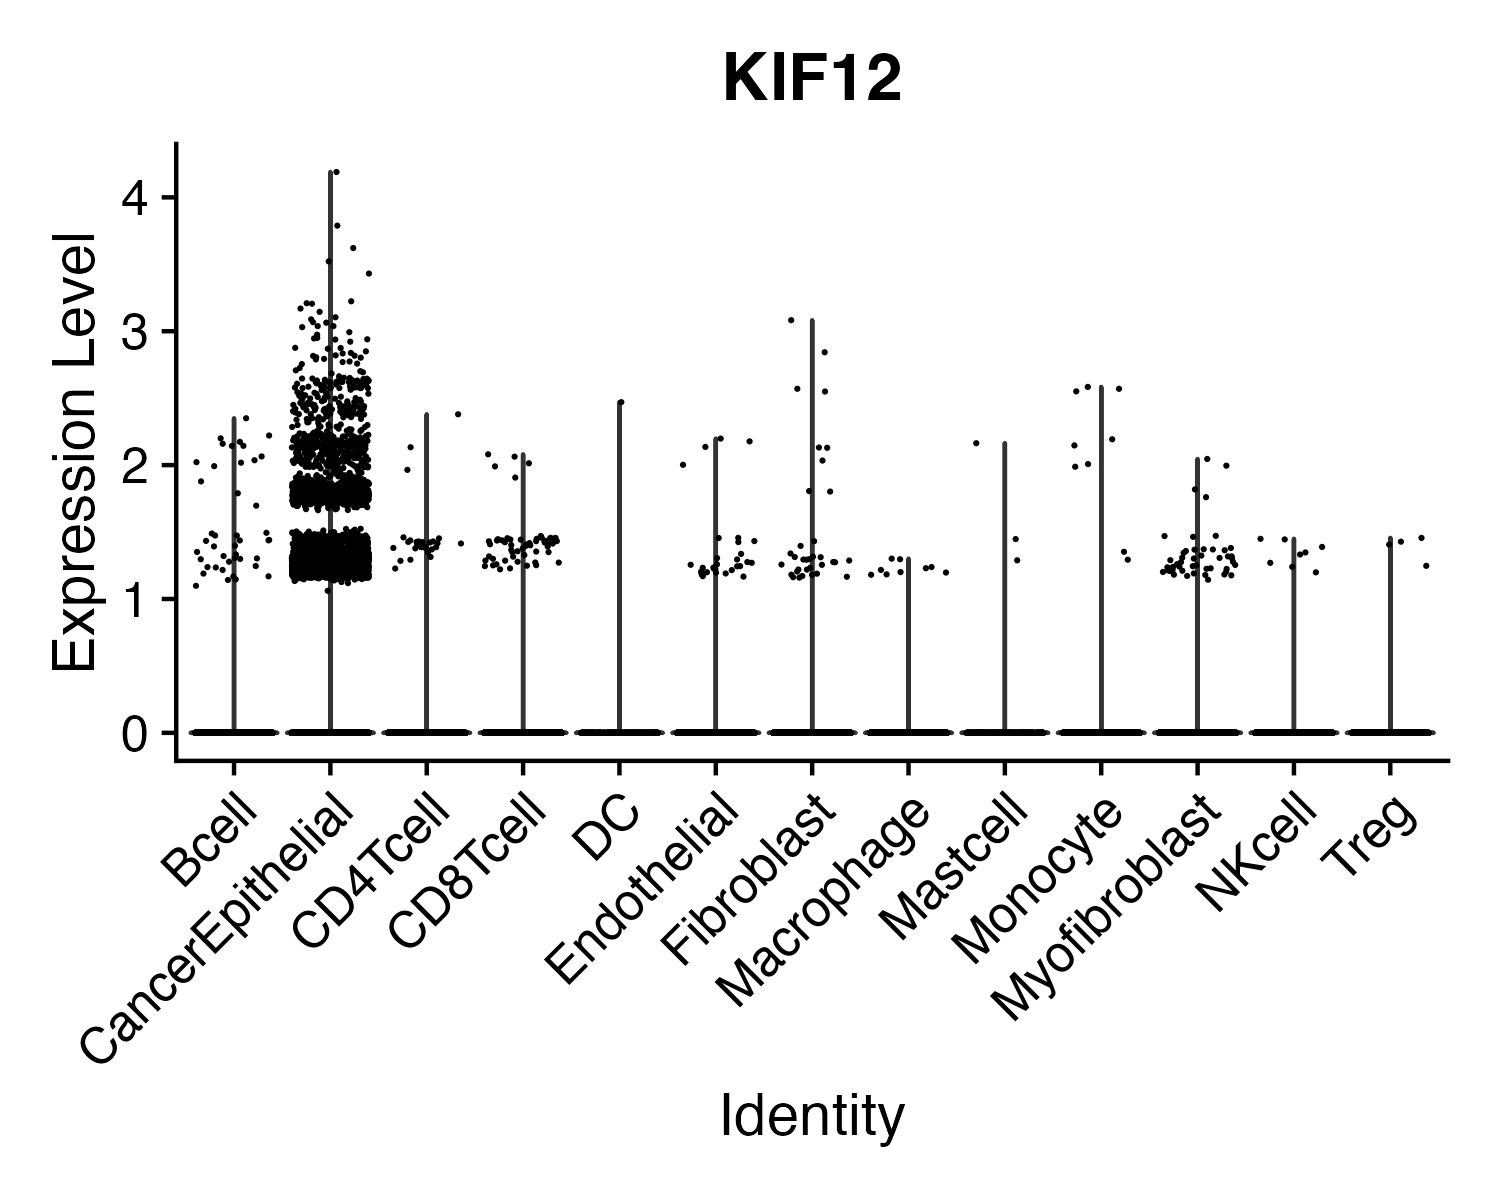 KIF12
Expression Level
4
3
2
1
0
Bcell
CancerEpithelial
CD4Tcell
CD8Tcell
DC
Endothelial
Fibroblast
Macrophage
Mastcell
Monocyte
Myofibroblast
NKcell
Treg
Identity